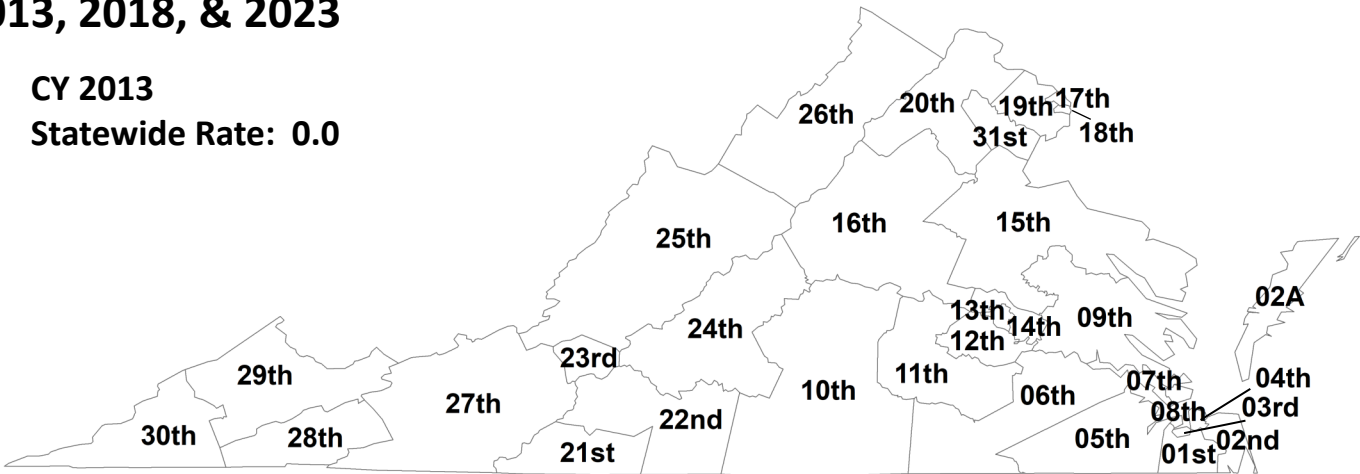 013, 2018, & 2023
CY 2013
Statewide Rate: 0.0
26th
20th
19th
17th
18th
31st
25th
16th
15th
02A
24th
13th
14th
12th
09th
23rd
29th
27th
10th
11th
06th
07th
04th
08th
03rd
22nd
30th
28th
21st
05th
01st
02nd